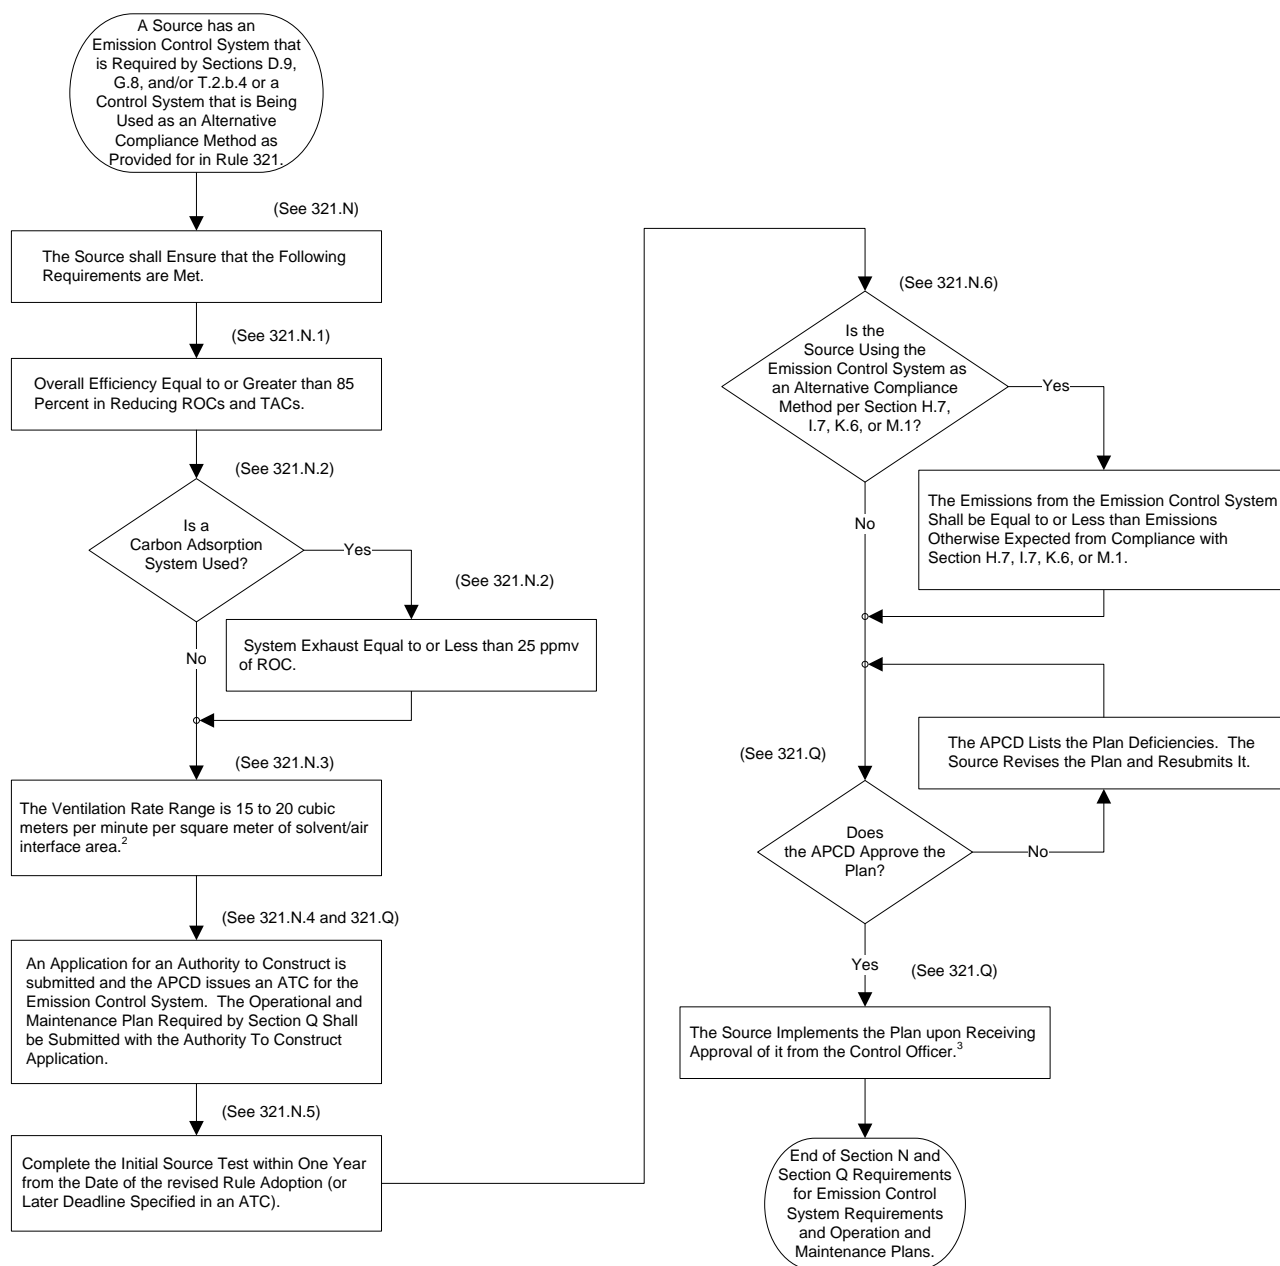 A Source has an
Emission Control System that
is Required by Sections D.9,
G.8, and/or T.2.b.4 or a
Control System that is Being
Used as an Alternative
Compliance Method as
Provided for in Rule 321.
(See 321.N)
The Source shall Ensure that the Following
Requirements are Met.
(See 321.N.1)
Overall Efficiency Equal to or Greater than 85
Percent in Reducing ROCs and TACs.
(See 321.N.2)
Is a
Carbon Adsorption
System Used?
Yes
(See 321.N.2)
System Exhaust Equal to or Less than 25 ppmv
of ROC.
No
(See 321.N.3)
The Ventilation Rate Range is 15 to 20 cubic
meters per minute per square meter of solvent/air
interface area.2
(See 321.N.4 and 321.Q)
An Application for an Authority to Construct is
submitted and the APCD issues an ATC for the
Emission Control System. The Operational and
Maintenance Plan Required by Section Q Shall
be Submitted with the Authority To Construct
Application.
(See 321.N.5)
Complete the Initial Source Test within One Year
from the Date of the revised Rule Adoption (or
Later Deadline Specified in an ATC).
(See 321.N.6)
Is the
Source Using the
Emission Control System as
an Alternative Compliance
Method per Section H.7,
I.7, K.6, or M.1?
Yes
The Emissions from the Emission Control System
Shall be Equal to or Less than Emissions
Otherwise Expected from Compliance with
Section H.7, I.7, K.6, or M.1.
No
The APCD Lists the Plan Deficiencies. The
Source Revises the Plan and Resubmits It.
(See 321.Q)
Does
the APCD Approve the
Plan?
No
Yes
(See 321.Q)
The Source Implements the Plan upon Receiving
Approval of it from the Control Officer.3
End of Section N and
Section Q Requirements
for Emission Control
System Requirements
and Operation and
Maintenance Plans.